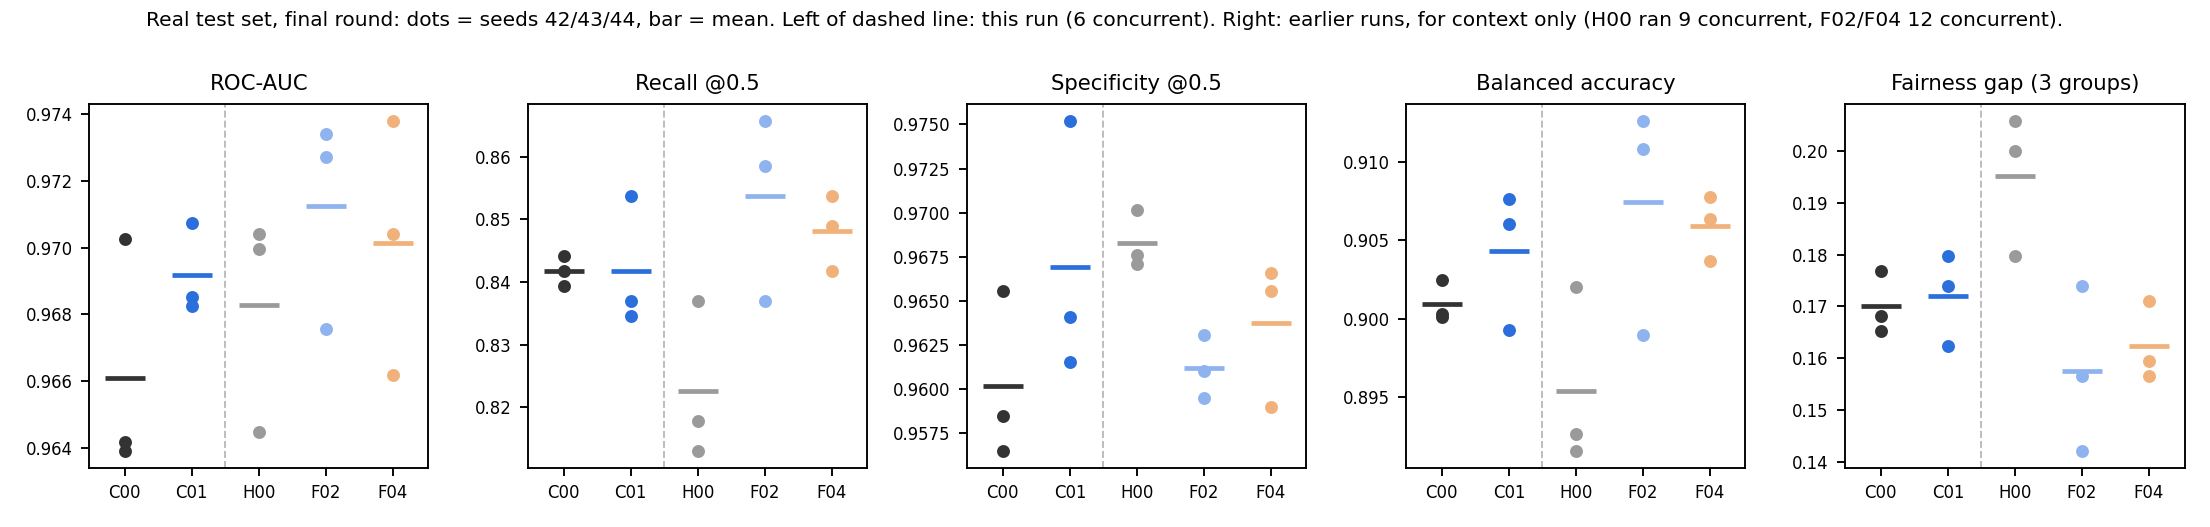 Real test set, final round: dots = seeds 42/43/44, bar = mean. Left of dashed line: this run (6 concurrent). Right: earlier runs, for context only (H00 ran 9 concurrent, F02/F04 12 concurrent).
ROC-AUC
0.974
0.972
0.970
0.968
0.966
0.964
C00 C01 H00 F02 F04
Recall @0.5
0.86
0.85
0.84
0.83
0.82
C00 C01 H00 F02 F04
Specificity @0.5
0.9750
0.9725
0.9700
0.9675
0.9650
0.9625
0.9600
0.9575
C00 C01 H00 F02 F04
Balanced accuracy
0.910
0.905
0.900
0.895
C00 C01 H00 F02 F04
Fairness gap (3 groups)
0.20
0.19
0.18
0.17
0.16
0.15
0.14
C00 C01 H00 F02 F04